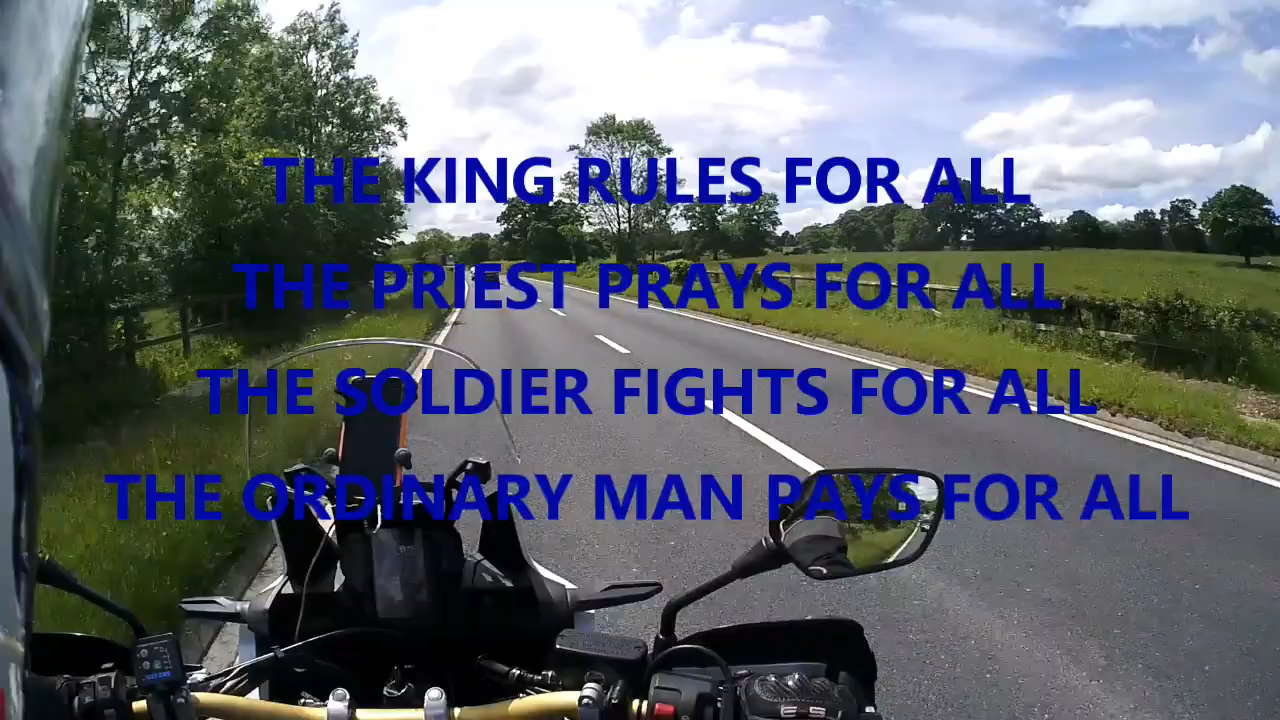 THE KING RULES FOR ALL
THE PRIEST PRAYS FOR ALL
THE SOLDIER FIGHTS FOR ALL
THE ORDINARY MAN PAYS FOR ALL